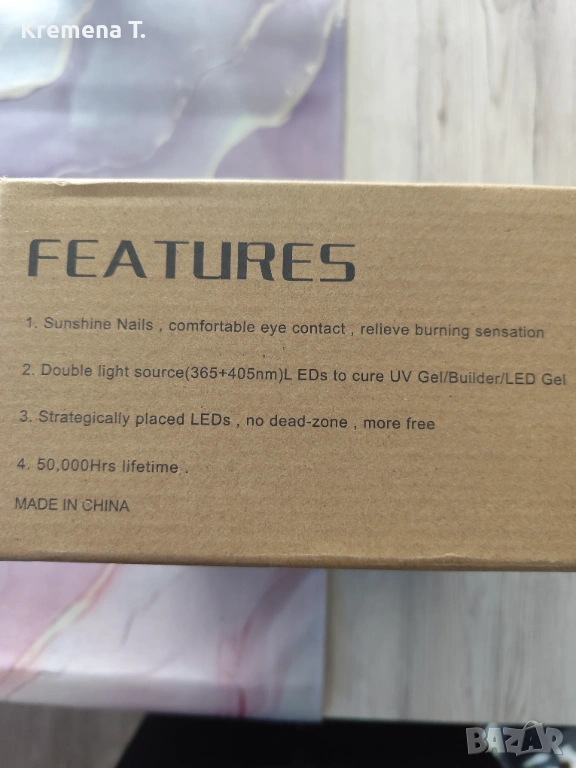 Kremena T.
FEATURES
1. Sunshine Nails , comfortable eye contact , relieve burning sensation
2. Double light source(365+405nm)L EDs to cure UV Gel/Builder/LED Gel
3. Strategically placed LEDs , no dead-zone , more free
4. 50,000Hrs lifetime .
MADE IN CHINA
BAZAR